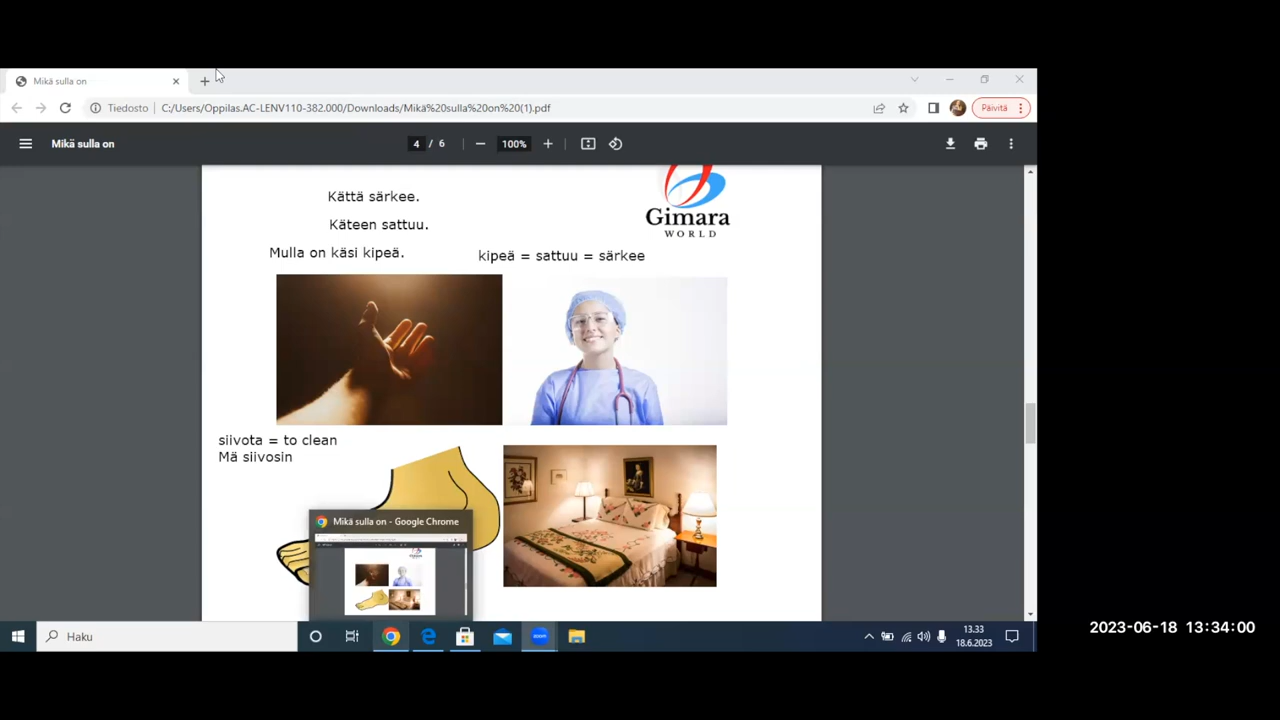 Mikä sulla on
Tiedosto
C:/Users/Oppilas.AC-LENV110-382.000/Downloads/Mikä%20sulla%20on%20(1).pdf
Päivitä
Mikä sulla on
4 / 6
100%
Kättä särkee.
Käteen sattuu.
Mulla on käsi kipeä.
kipeä = sattuu = särkee
Gimara
WORLD
siivota = to clean
Mä siivosin
Mikä sulla on - Google Chrome
Haku
zoom
13.33
18.6.2023
2023-06-18 13:34:00